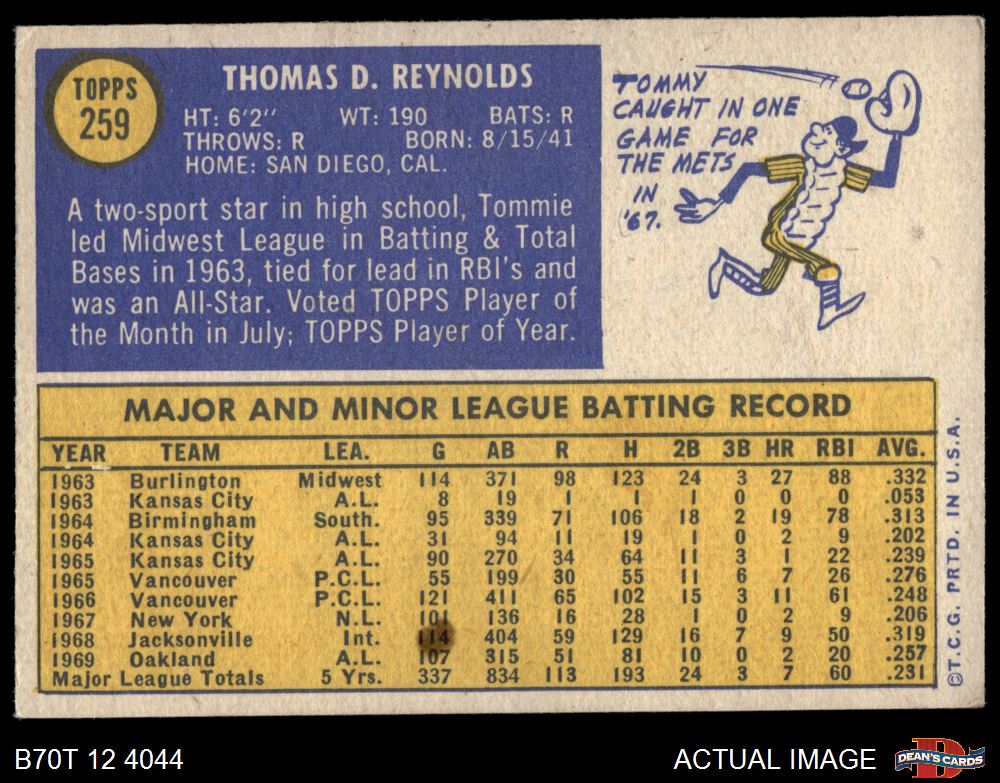 TOPPS
259
THOMAS D. REYNOLDS
HT: 6'2" WT: 190 BATS: R
THROWS: R BORN: 8/15/41
HOME: SAN DIEGO, CAL.
A two-sport star in high school, Tommie
led Midwest League in Batting & Total
Bases in 1963, tied for lead in RBI's and
was an All-Star. Voted TOPPS Player of
the Month in July; TOPPS Player of Year.
TOMMY
CAUGHT IN ONE
GAME FOR
THE METS
IN
'67.
MAJOR AND MINOR LEAGUE BATTING RECORD
YEAR TEAM LEA. G AB R H 2B 3B HR RBI AVG.
1963 Burlington Midwest 114 371 98 123 24 3 27 88 .332
1963 Kansas City A.L. 8 19 1 1 1 0 0 0 .053
1964 Birmingham South. 95 339 71 106 18 2 19 78 .313
1964 Kansas City A.L. 31 94 11 19 1 0 2 9 .202
1965 Kansas City A.L. 90 270 34 64 11 3 1 22 .239
1965 Vancouver P.C.L. 55 199 30 55 11 6 7 26 .276
1966 Vancouver P.C.L. 121 411 65 102 15 3 11 61 .248
1967 New York N.L. 101 136 16 28 1 0 2 9 .206
1968 Jacksonville Int. 114 404 59 129 16 7 9 50 .319
1969 Oakland A.L. 107 315 51 81 10 0 2 20 .257
Major League Totals 5 Yrs. 337 834 113 193 24 3 7 60 .231
©T.C.G. PRTD. IN U.S.A.
B70T 12 4044
ACTUAL IMAGE
D
DEAN'S CARDS